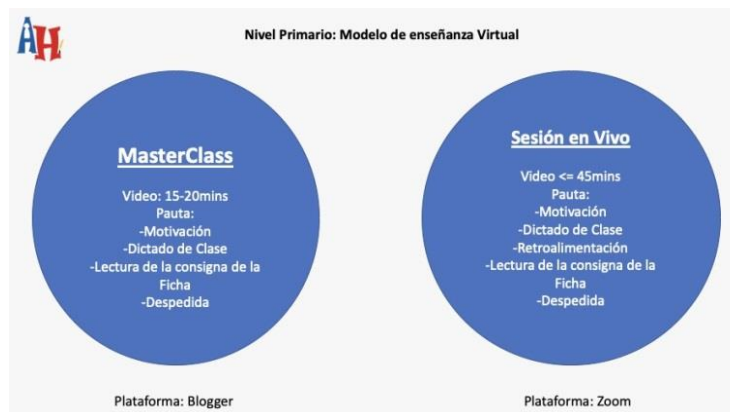 AH
Nivel Primario: Modelo de enseñanza Virtual
MasterClass
Video: 15-20mins
Pauta:
-Motivación
-Dictado de Clase
-Lectura de la consigna de la
Ficha
-Despedida
Plataforma: Blogger
Sesión en Vivo
Video <= 45mins
Pauta:
-Motivación
-Dictado de Clase
-Retroalimentación
-Lectura de la consigna de la
Ficha
-Despedida
Plataforma: Zoom